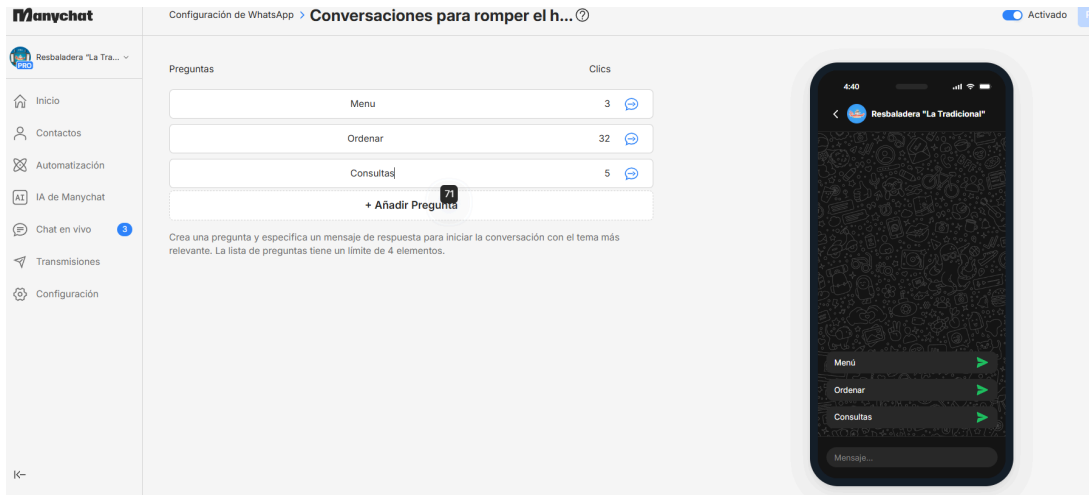 Manychat
Configuración de WhatsApp > Conversaciones para romper el h...
Activado
Resbaladera "La Tra...
PRO
Inicio
Contactos
Automatización
AI IA de Manychat
Chat en vivo 3
Transmisiones
Configuración
Preguntas Clics
Menu 3
Ordenar 32
Consultas 5
71
+ Añadir Pregunta
Crea una pregunta y especifica un mensaje de respuesta para iniciar la conversación con el tema más
relevante. La lista de preguntas tiene un límite de 4 elementos.
4:40
Resbaladera "La Tradicional"
Menú
Ordenar
Consultas
Mensaje...